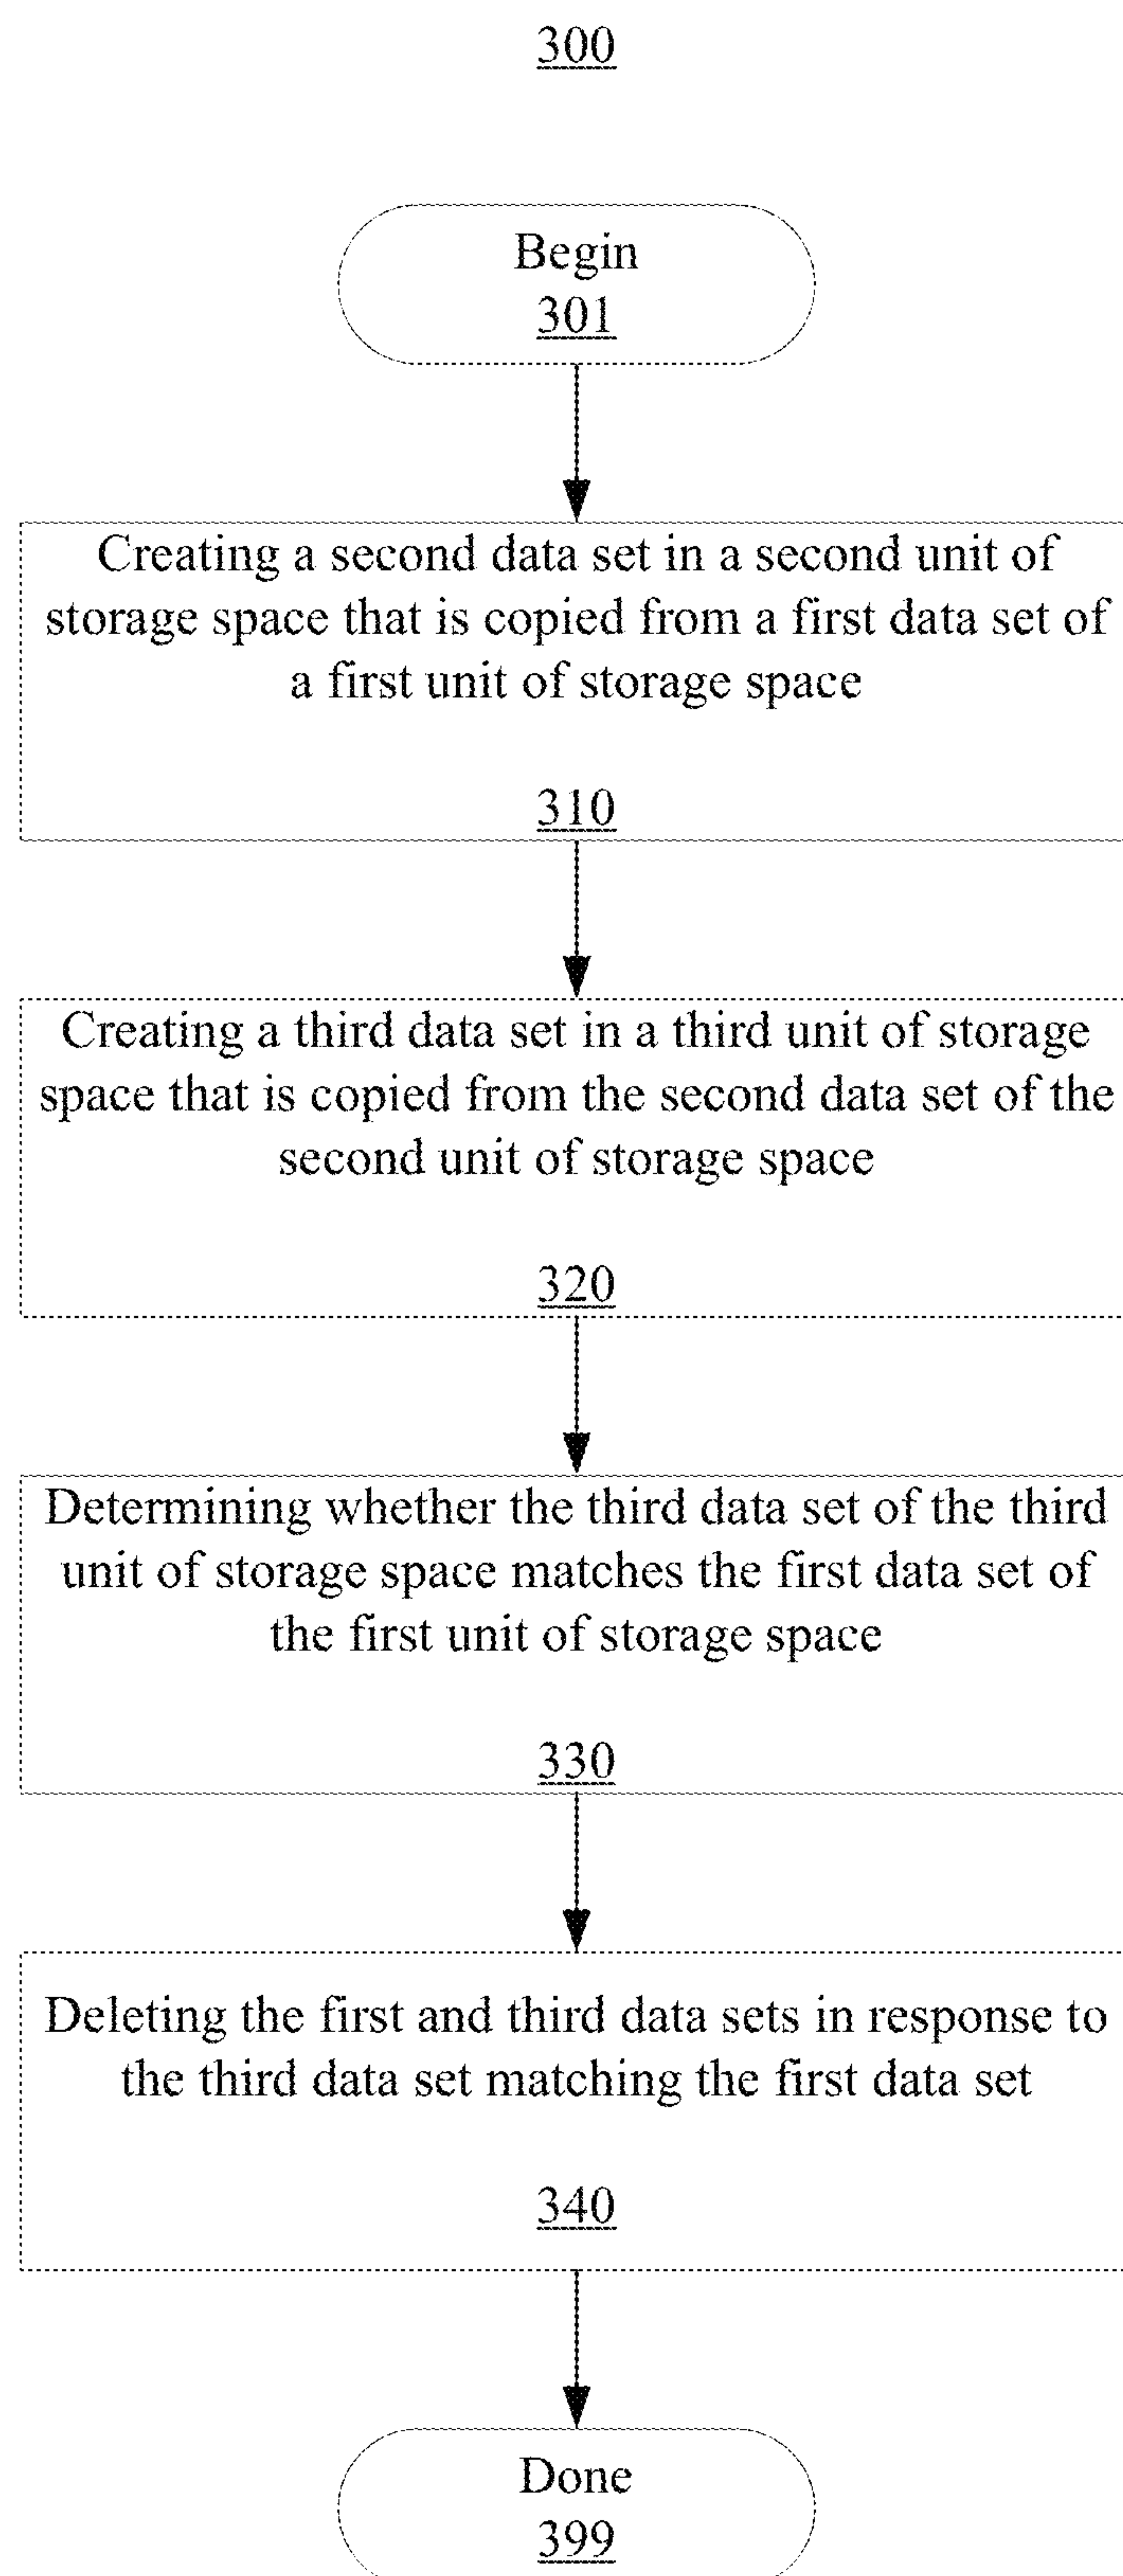 300
Begin
301
Creating a second data set in a second unit of
storage space that is copied from a first data set of
a first unit of storage space
310
Creating a third data set in a third unit of storage
space that is copied from the second data set of the
second unit of storage space
320
Determining whether the third data set of the third
unit of storage space matches the first data set of
the first unit of storage space
330
Deleting the first and third data sets in response to
the third data set matching the first data set
340
Done
399